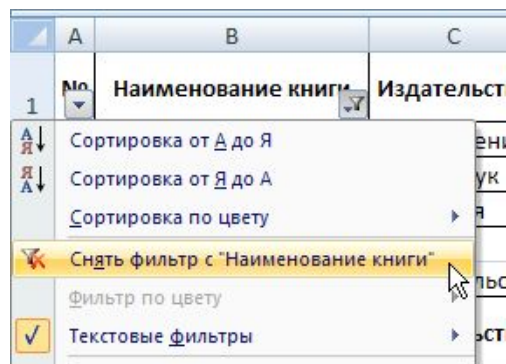 A B C
1 № Наименование книги Издательст
Сортировка от А до Я
Сортировка от Я до А
Сортировка по цвету
Снять фильтр с "Наименование книги"
Фильтр по цвету
Текстовые фильтры